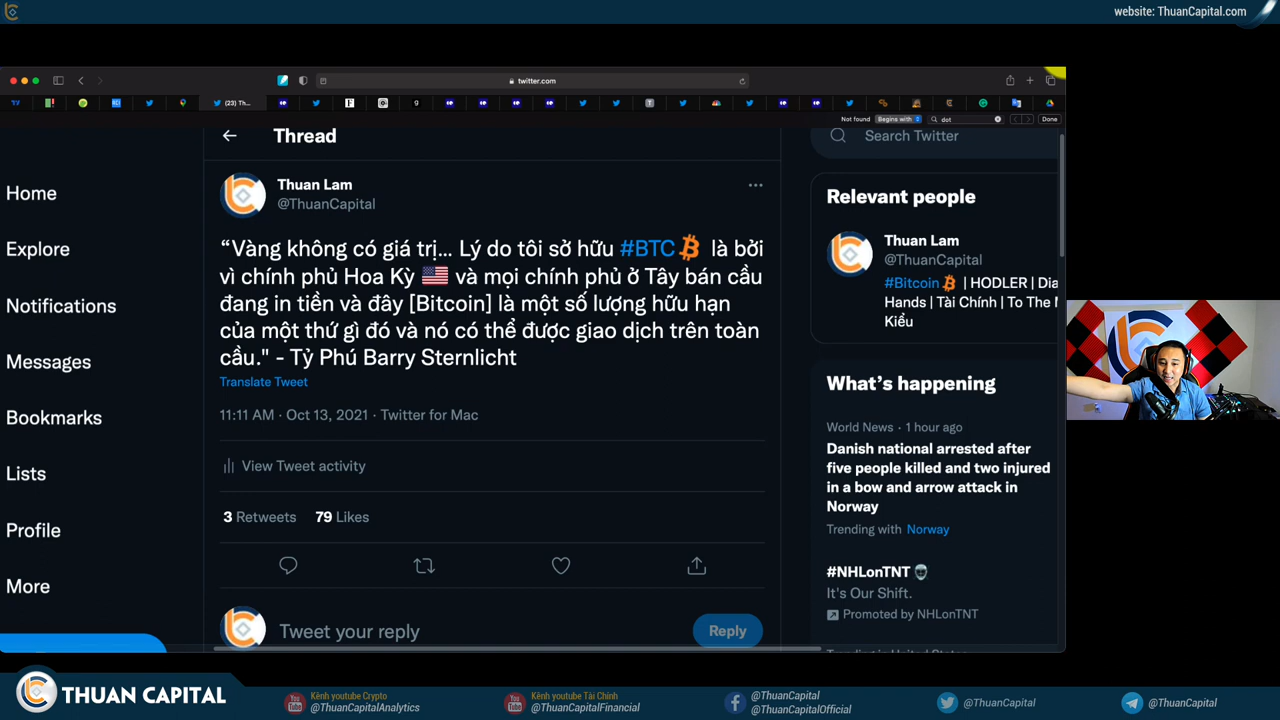 website: ThuanCapital.com
twitter.com
(23) Th...
Not found
Begins with
dot
Done
Thread
Search Twitter
Home
Explore
Notifications
Messages
Bookmarks
Lists
Profile
More
Thuan Lam
@ThuanCapital
“Vàng không có giá trị... Lý do tôi sở hữu #BTC là bởi
vì chính phủ Hoa Kỳ 🇺🇸 và mọi chính phủ ở Tây bán cầu
đang in tiền và đây [Bitcoin] là một số lượng hữu hạn
của một thứ gì đó và nó có thể được giao dịch trên toàn
cầu." - Tỷ Phú Barry Sternlicht
Translate Tweet
11:11 AM · Oct 13, 2021 · Twitter for Mac
View Tweet activity
3 Retweets 79 Likes
Tweet your reply
Reply
Relevant people
Thuan Lam
@ThuanCapital
#Bitcoin | HODLER | Dia
Hands | Tài Chính | To The M
Kiều
What’s happening
World News · 1 hour ago
Danish national arrested after
five people killed and two injured
in a bow and arrow attack in
Norway
Trending with Norway
#NHLonTNT
It's Our Shift.
Promoted by NHLonTNT
THUAN CAPITAL
Kênh youtube Crypto
@ThuanCapitalAnalytics
Kênh youtube Tài Chính
@ThuanCapitalFinancial
@ThuanCapital
@ThuanCapitalOfficial
@ThuanCapital
@ThuanCapital